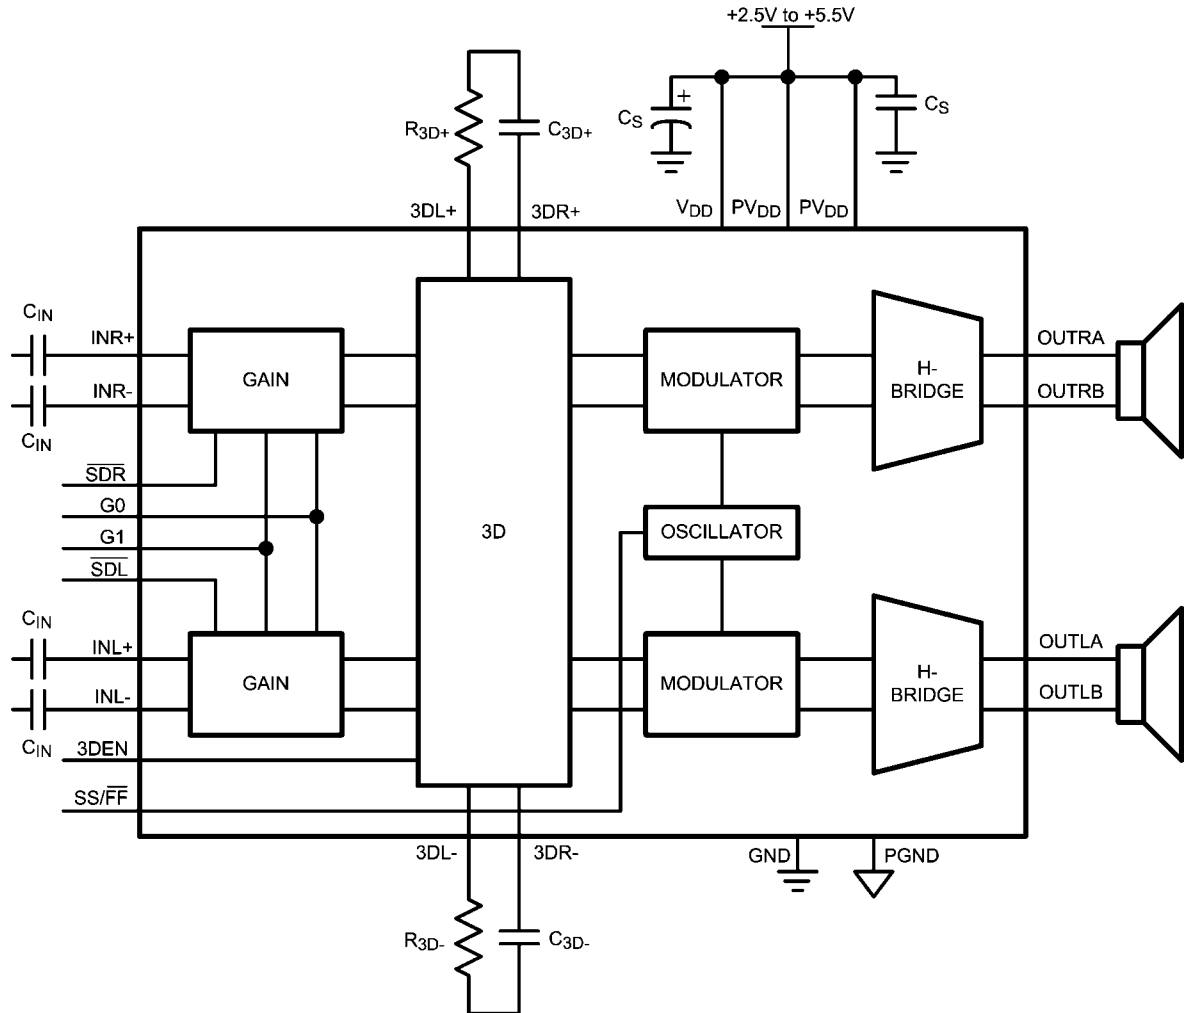 +2.5V to +5.5V
CS
+
CS
R3D+
C3D+
3DL+
3DR+
VDD
PVDD
PVDD
CIN
INR+
INR-
CIN
GAIN
MODULATOR
H-
BRIDGE
OUTRA
OUTRB
SDR
G0
G1
SDL
3D
OSCILLATOR
CIN
INL+
INL-
CIN
GAIN
MODULATOR
H-
BRIDGE
OUTLA
OUTLB
3DEN
SS/FF
3DL-
3DR-
GND
PGND
R3D-
C3D-